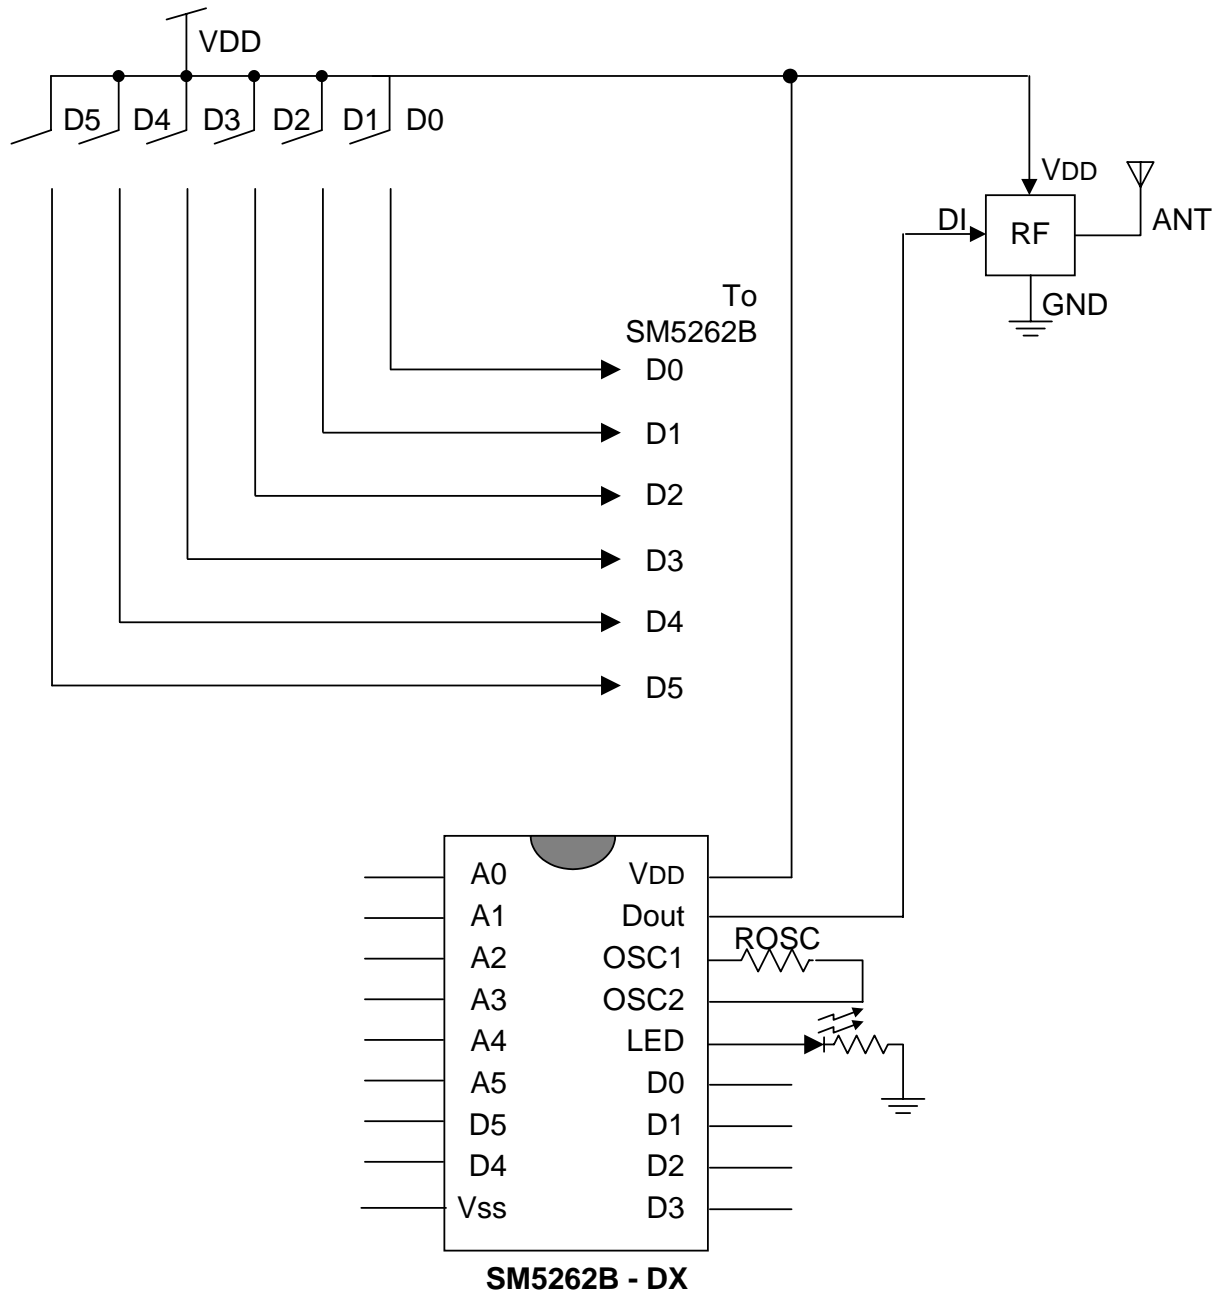 VDD
D5 D4 D3 D2 D1 D0
VDD
DI RF ANT
GND
To
SM5262B
D0
D1
D2
D3
D4
D5
A0 VDD
A1 Dout
ROSC
A2 OSC1
A3 OSC2
A4 LED
A5 D0
D5 D1
D4 D2
Vss D3
SM5262B - DX